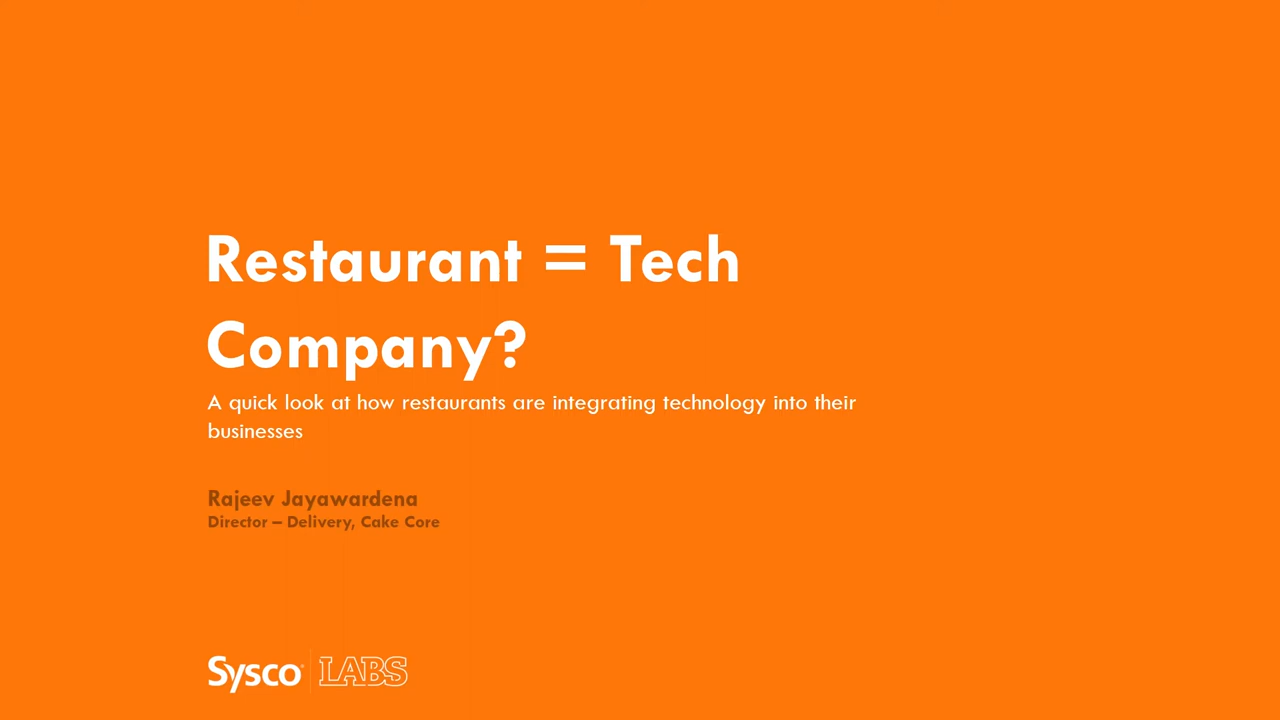 Restaurant = Tech
Company?
A quick look at how restaurants are integrating technology into their
businesses
Rajeev Jayawardena
Director – Delivery, Cake Core
Sysco LABS